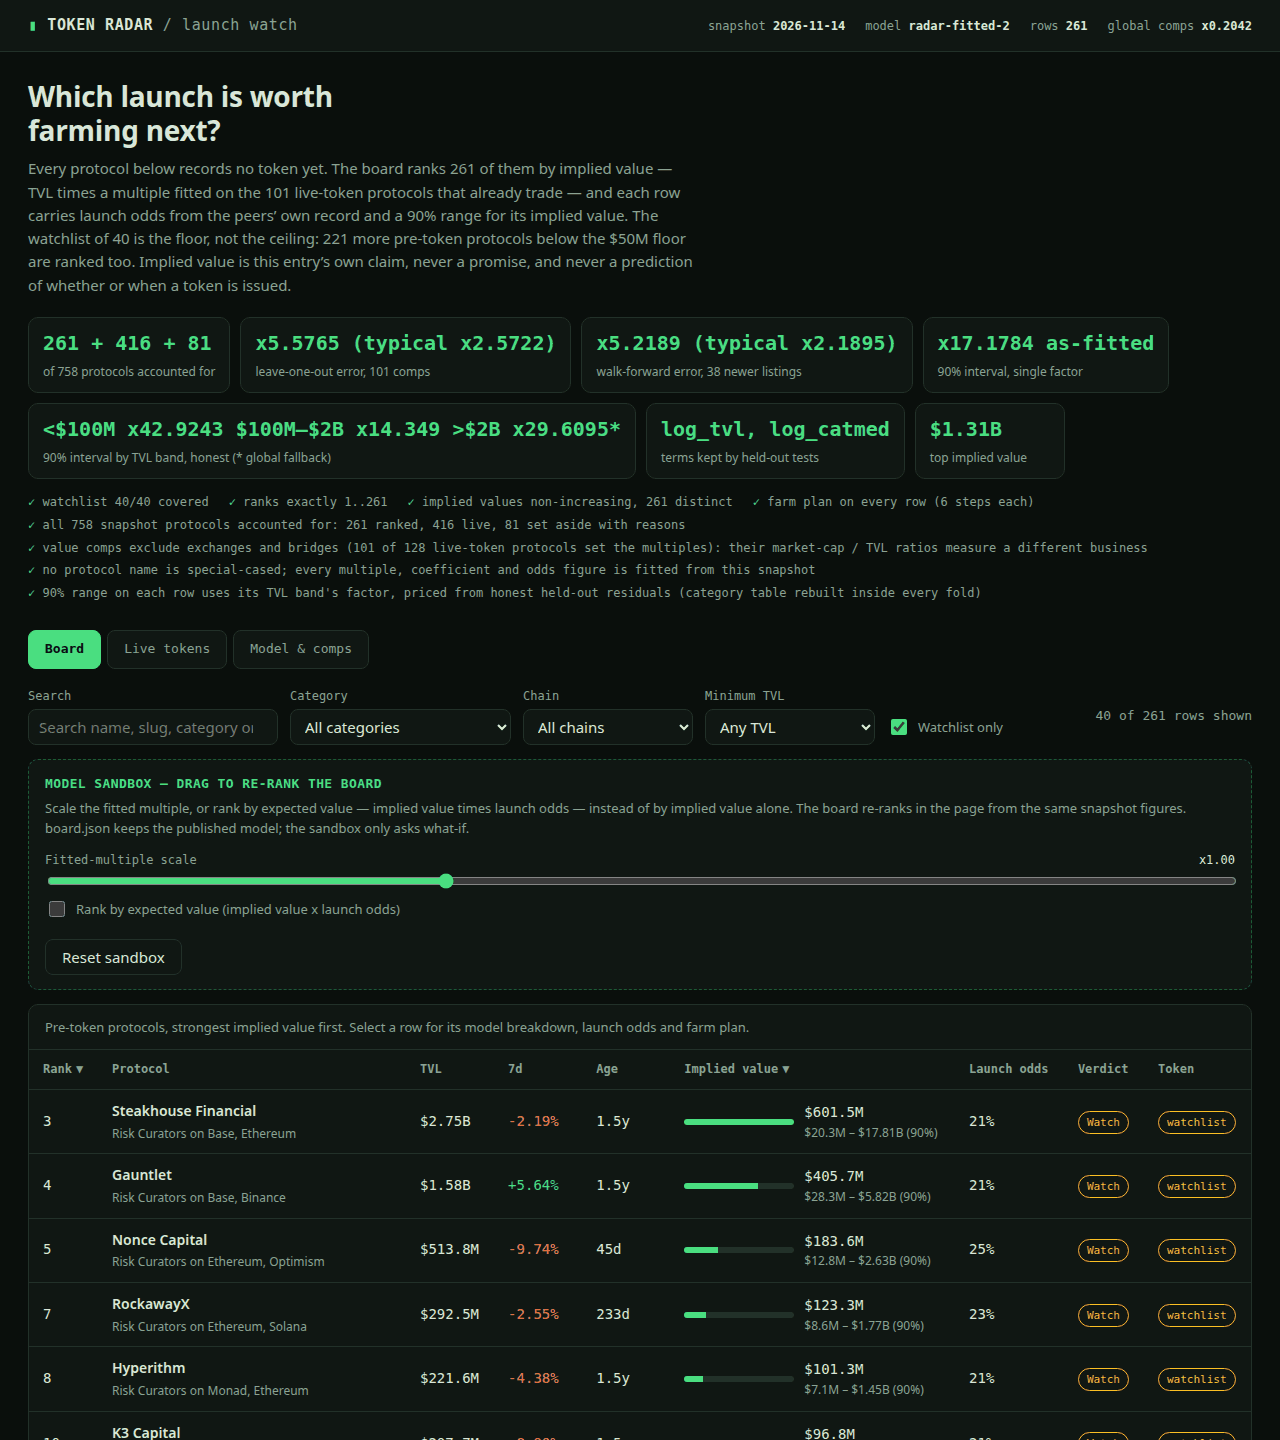 TOKEN RADAR / launch watch
snapshot 2026-11-14 model radar-fitted-2 rows 261 global comps x0.2042
Which launch is worth
farming next?
Every protocol below records no token yet. The board ranks 261 of them by implied value —
TVL times a multiple fitted on the 101 live-token protocols that already trade — and each row
carries launch odds from the peers’ own record and a 90% range for its implied value. The
watchlist of 40 is the floor, not the ceiling: 221 more pre-token protocols below the $50M floor
are ranked too. Implied value is this entry’s own claim, never a promise, and never a prediction
of whether or when a token is issued.
261 + 416 + 81
of 758 protocols accounted for
x5.5765 (typical x2.5722)
leave-one-out error, 101 comps
x5.2189 (typical x2.1895)
walk-forward error, 38 newer listings
x17.1784 as-fitted
90% interval, single factor
<$100M x42.9243 $100M–$2B x14.349 >$2B x29.6095*
90% interval by TVL band, honest (* global fallback)
log_tvl, log_catmed
terms kept by held-out tests
$1.31B
top implied value
✓ watchlist 40/40 covered ✓ ranks exactly 1..261 ✓ implied values non-increasing, 261 distinct ✓ farm plan on every row (6 steps each)
✓ all 758 snapshot protocols accounted for: 261 ranked, 416 live, 81 set aside with reasons
✓ value comps exclude exchanges and bridges (101 of 128 live-token protocols set the multiples): their market-cap / TVL ratios measure a different business
✓ no protocol name is special-cased; every multiple, coefficient and odds figure is fitted from this snapshot
✓ 90% range on each row uses its TVL band's factor, priced from honest held-out residuals (category table rebuilt inside every fold)
Board Live tokens Model & comps
Search Category Chain Minimum TVL
Search name, slug, category or All categories All chains Any TVL Watchlist only 40 of 261 rows shown
MODEL SANDBOX — DRAG TO RE-RANK THE BOARD
Scale the fitted multiple, or rank by expected value — implied value times launch odds — instead of by implied value alone. The board re-ranks in the page from the same snapshot figures.
board.json keeps the published model; the sandbox only asks what-if.
Fitted-multiple scale x1.00
Rank by expected value (implied value x launch odds)
Reset sandbox
Pre-token protocols, strongest implied value first. Select a row for its model breakdown, launch odds and farm plan.
Rank ▼ Protocol TVL 7d Age Implied value ▼ Launch odds Verdict Token
3 Steakhouse Financial $2.75B -2.19% 1.5y $601.5M 21% Watch watchlist
Risk Curators on Base, Ethereum $20.3M – $17.81B (90%)
4 Gauntlet $1.58B +5.64% 1.5y $405.7M 21% Watch watchlist
Risk Curators on Base, Binance $28.3M – $5.82B (90%)
5 Nonce Capital $513.8M -9.74% 45d $183.6M 25% Watch watchlist
Risk Curators on Ethereum, Optimism $12.8M – $2.63B (90%)
7 RockawayX $292.5M -2.55% 233d $123.3M 23% Watch watchlist
Risk Curators on Ethereum, Solana $8.6M – $1.77B (90%)
8 Hyperithm $221.6M -4.38% 1.5y $101.3M 21% Watch watchlist
Risk Curators on Monad, Ethereum $7.1M – $1.45B (90%)
K3 Capital $96.8M